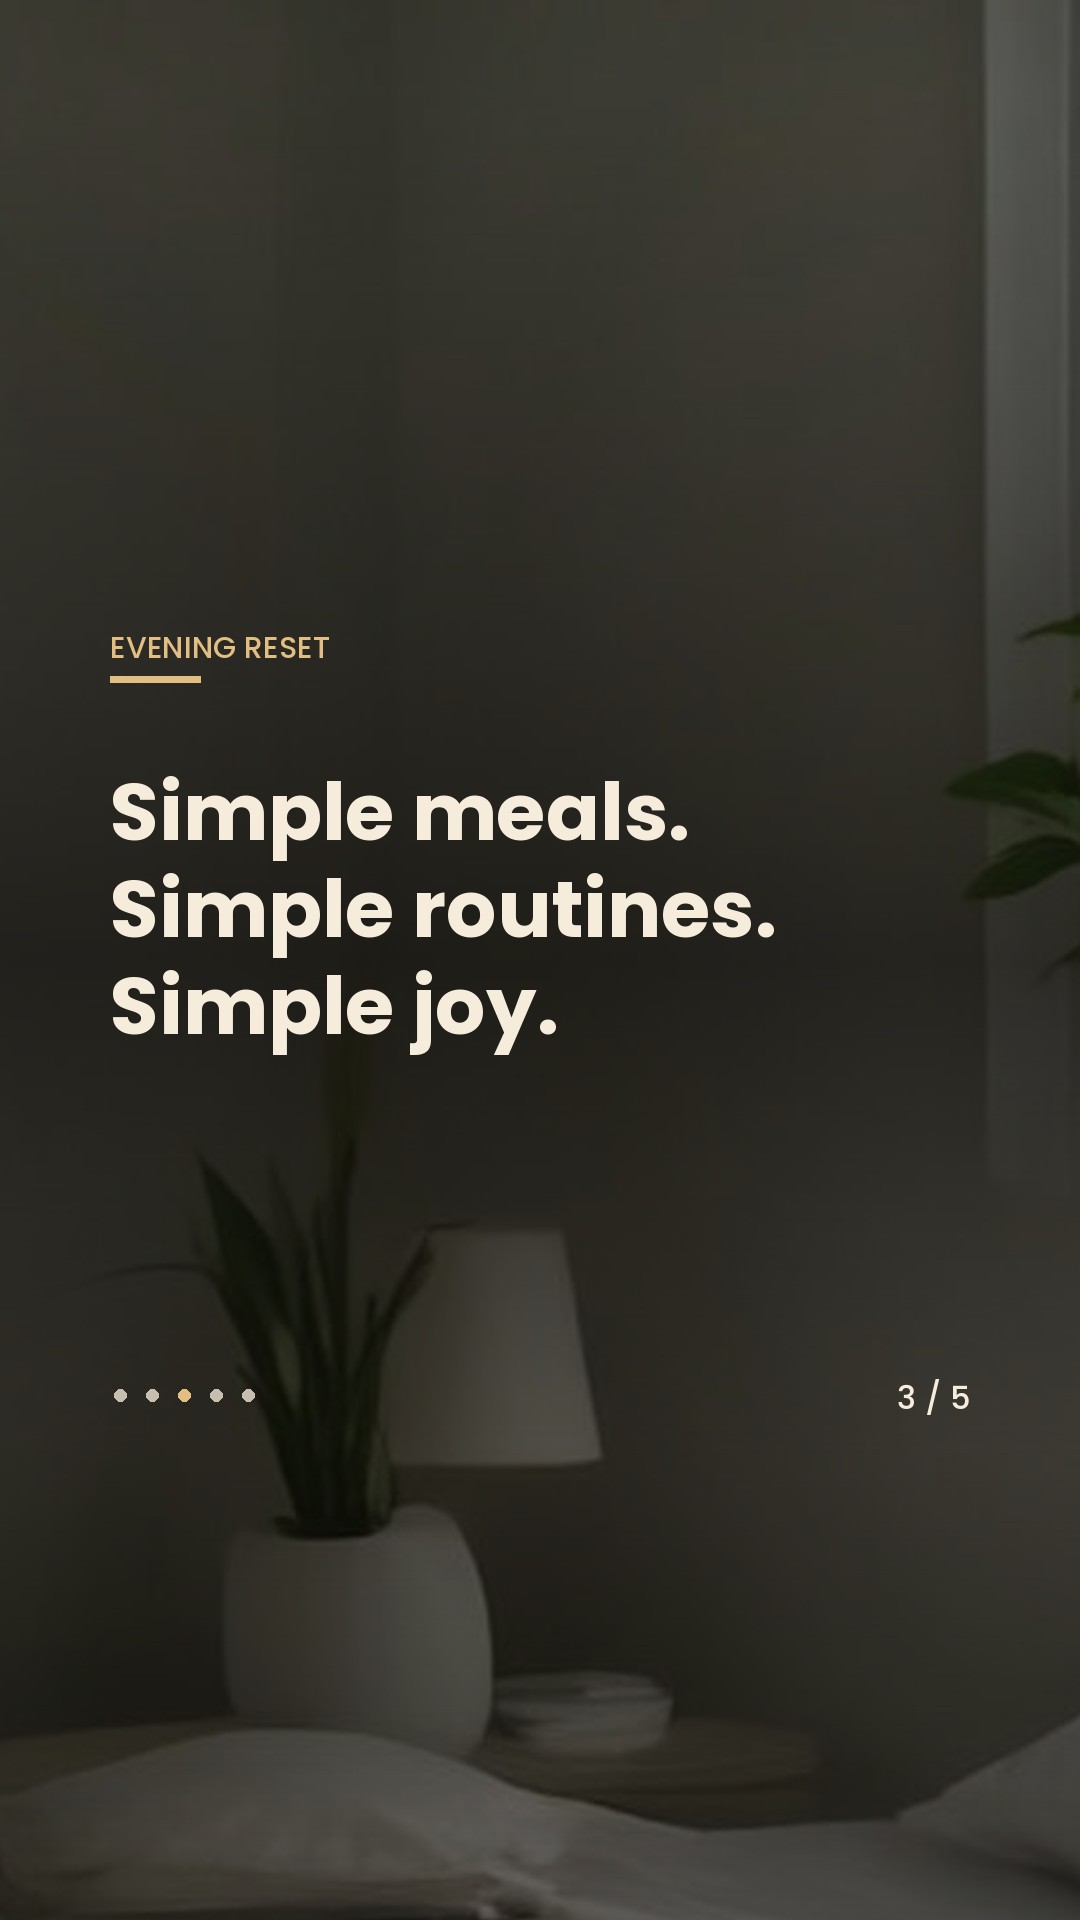 EVENING RESET
Simple meals.
Simple routines.
Simple joy.
3 / 5